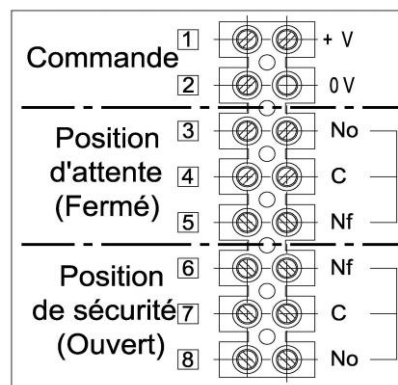 Commande
1 + V
2 0 V
Position
d'attente
(Fermé)
3 No
4 C
5 Nf
Position
de sécurité
(Ouvert)
6 Nf
7 C
8 No